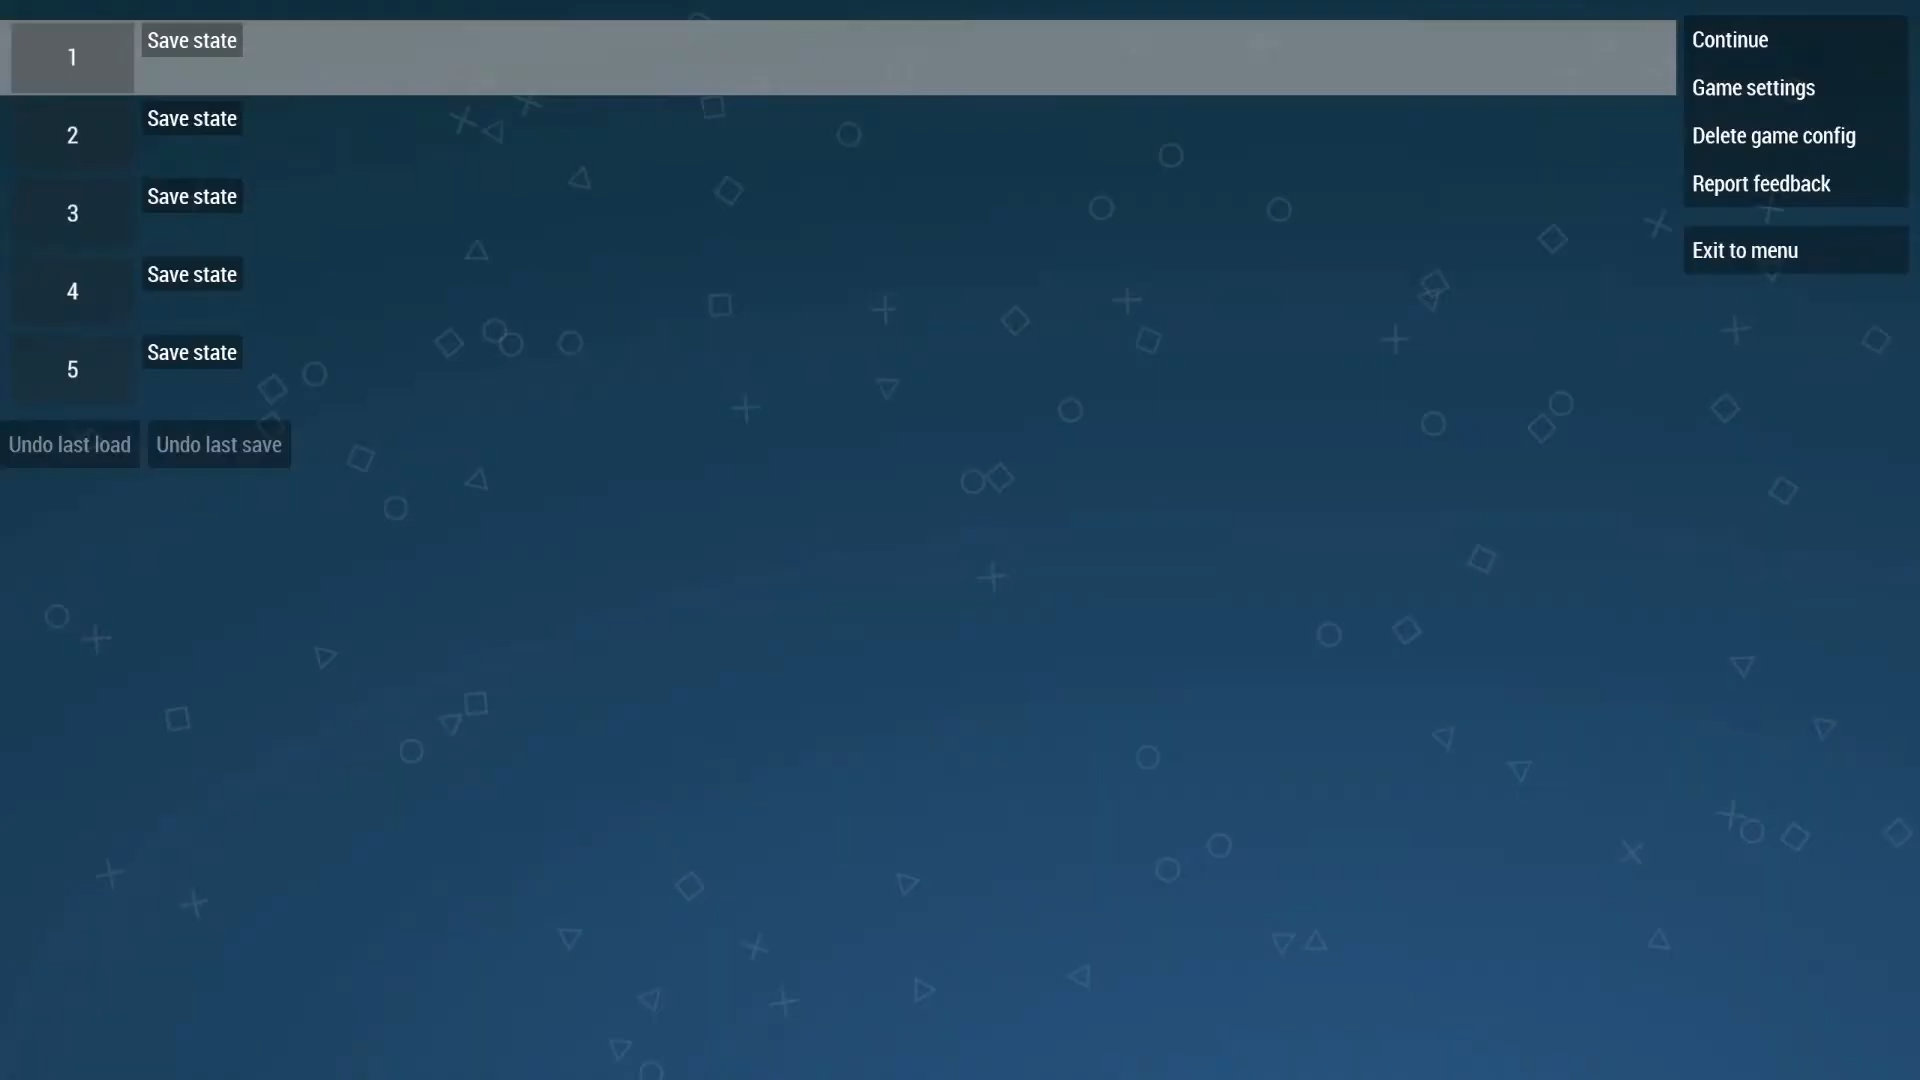 1
Save state
2
Save state
3
Save state
4
Save state
5
Save state
Undo last load
Undo last save
Continue
Game settings
Delete game config
Report feedback
Exit to menu